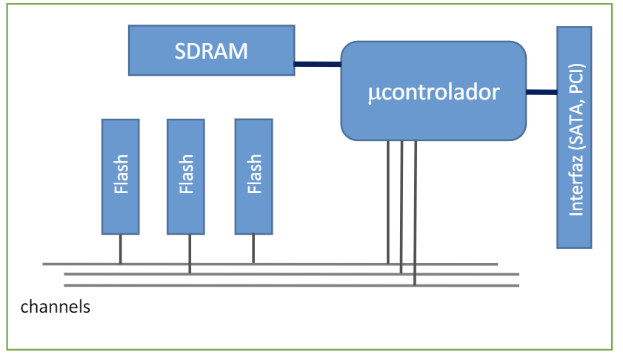 SDRAM
μcontrolador
Interfaz (SATA, PCI)
Flash
Flash
Flash
channels